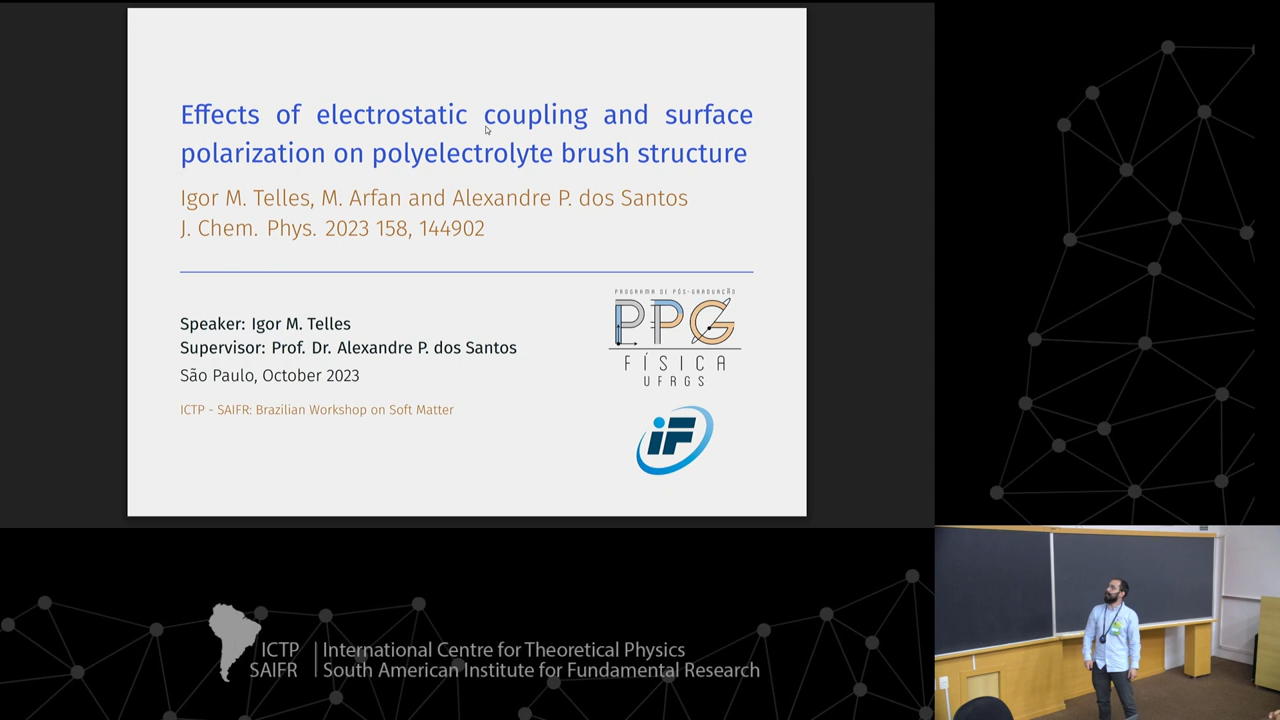 Effects of electrostatic coupling and surface
polarization on polyelectrolyte brush structure
Igor M. Telles, M. Arfan and Alexandre P. dos Santos
J. Chem. Phys. 2023 158, 144902
Speaker: Igor M. Telles
Supervisor: Prof. Dr. Alexandre P. dos Santos
São Paulo, October 2023
ICTP - SAIFR: Brazilian Workshop on Soft Matter
PROGRAMA DE PÓS-GRADUAÇÃO
PPG
FÍSICA
UFRGS
iF
ICTP
SAIFR
International Centre for Theoretical Physics
South American Institute for Fundamental Research